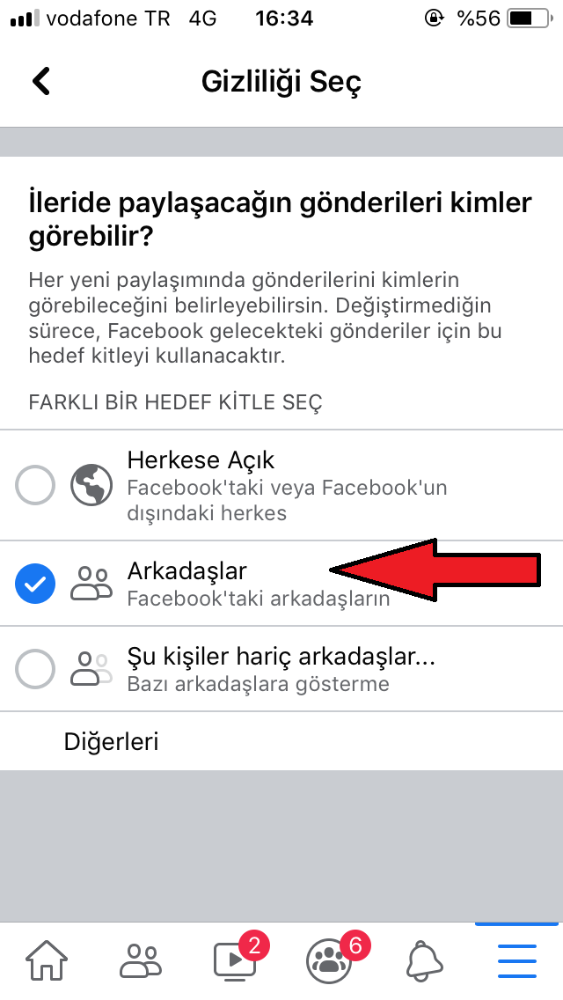 vodafone TR 4G 16:34 %56
Gizliliği Seç
İleride paylaşacağın gönderileri kimler
görebilir?
Her yeni paylaşımında gönderilerini kimlerin
görebileceğini belirleyebilirsin. Değiştirmediğin
sürece, Facebook gelecekteki gönderiler için bu
hedef kitleyi kullanacaktır.
FARKLI BİR HEDEF KİTLE SEÇ
Herkese Açık
Facebook'taki veya Facebook'un
dışındaki herkes
Arkadaşlar
Facebook'taki arkadaşların
Şu kişiler hariç arkadaşlar...
Bazı arkadaşlara gösterme
Diğerleri
2 6